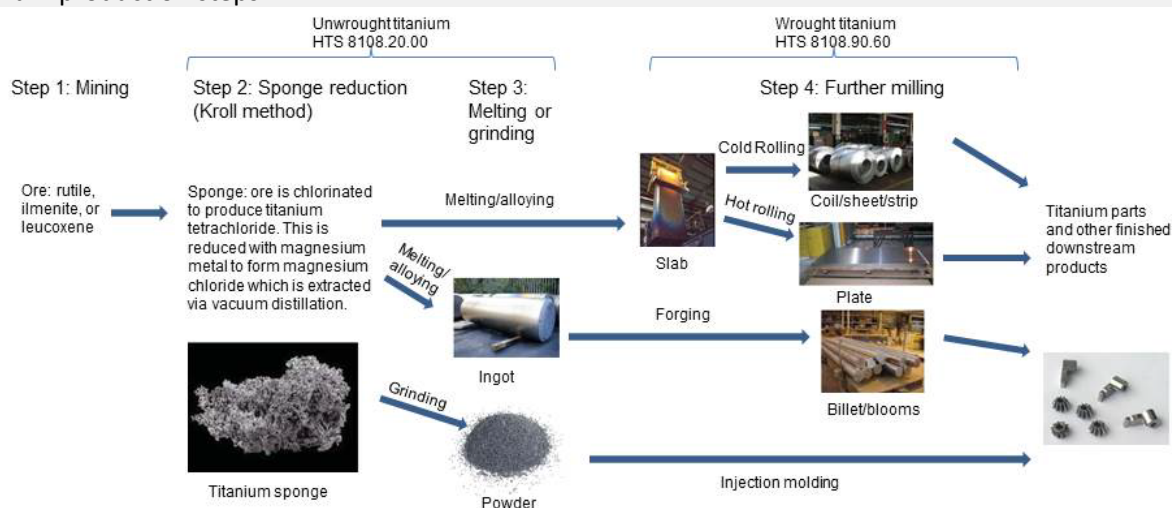 Unwrought titanium
HTS 8108.20.00
Wrought titanium
HTS 8108.90.60
Step 1: Mining
Step 2: Sponge reduction
(Kroll method)
Step 3:
Melting or
grinding
Step 4: Further milling
Ore: rutile,
ilmenite, or
leucoxene
Sponge: ore is chlorinated
to produce titanium
tetrachloride. This is
reduced with magnesium
metal to form magnesium
chloride which is extracted
via vacuum distillation.
Melting/alloying
Melting/
alloying
Slab
Cold Rolling
Coil/sheet/strip
Hot rolling
Plate
Titanium parts
and other finished
downstream
products
Ingot
Forging
Billet/blooms
Titanium sponge
Grinding
Powder
Injection molding